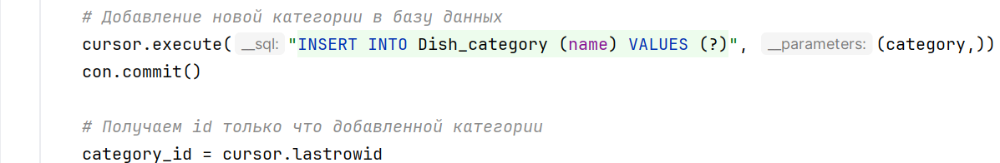 # Добавление новой категории в базу данных
cursor.execute( __sql: "INSERT INTO Dish_category (name) VALUES (?)", __parameters: (category,))
con.commit()
# Получаем id только что добавленной категории
category_id = cursor.lastrowid